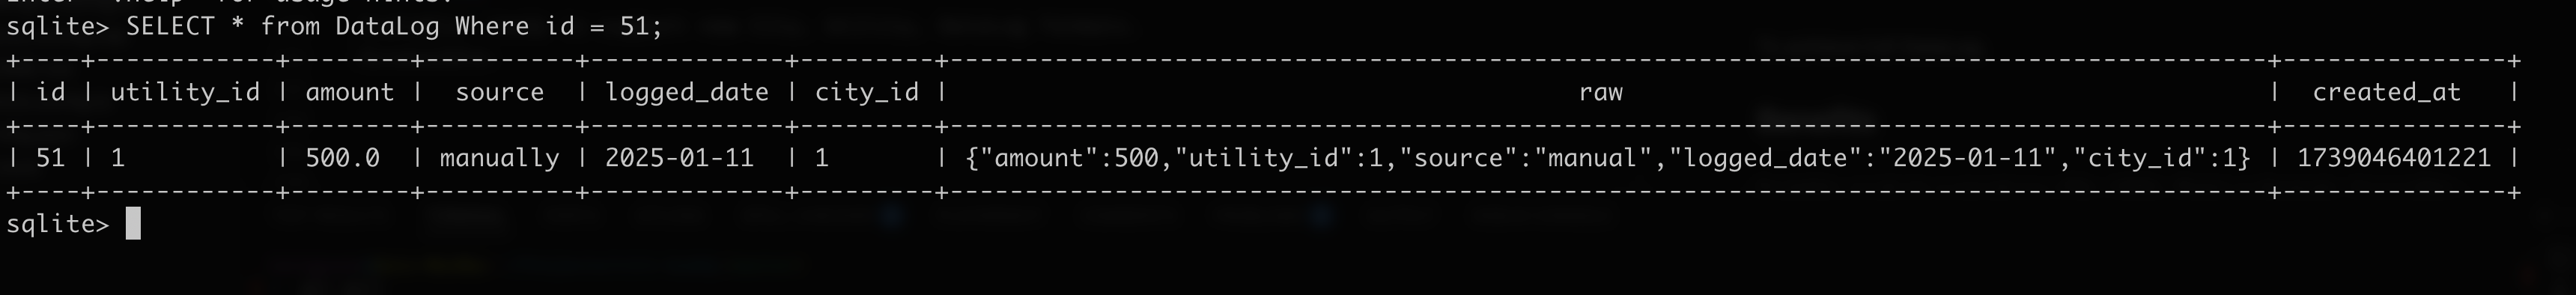 sqlite> SELECT * from DataLog Where id = 51;
+----+------------+--------+----------+-------------+---------+----------------------------------------------------------------------------------------+---------------+
| id | utility_id | amount |  source  | logged_date | city_id |                                          raw                                           |  created_at   |
+----+------------+--------+----------+-------------+---------+----------------------------------------------------------------------------------------+---------------+
| 51 | 1          | 500.0  | manually | 2025-01-11  | 1       | {"amount":500,"utility_id":1,"source":"manual","logged_date":"2025-01-11","city_id":1} | 1739046401221 |
+----+------------+--------+----------+-------------+---------+----------------------------------------------------------------------------------------+---------------+
sqlite>